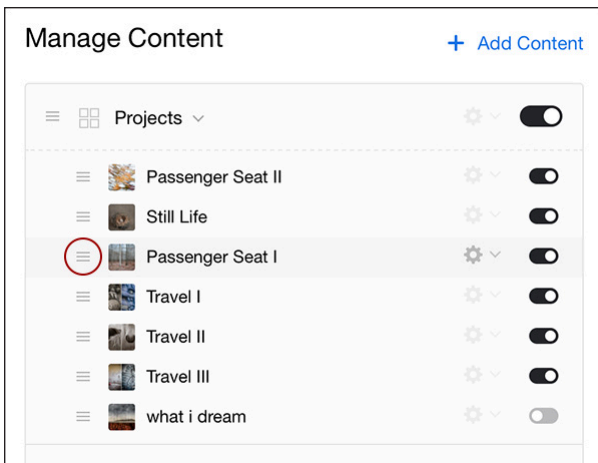 Manage Content
+ Add Content
Projects
Passenger Seat II
Still Life
Passenger Seat I
Travel I
Travel II
Travel III
what i dream